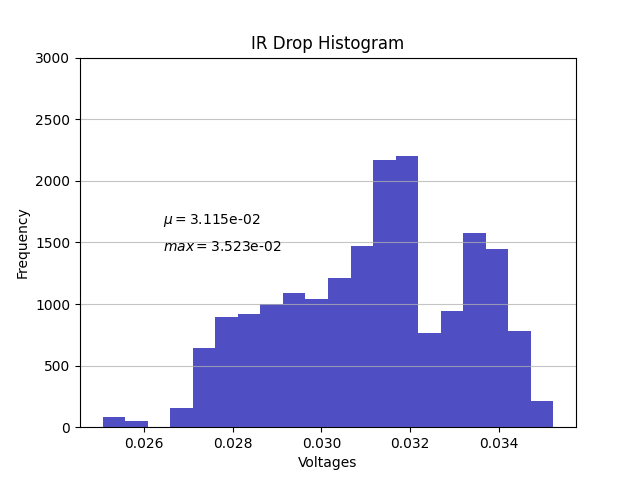 IR Drop Histogram
3000
2500
2000
1500
1000
500
0
Frequency
μ = 3.115e-02
max = 3.523e-02
0.026 0.028 0.030 0.032 0.034
Voltages